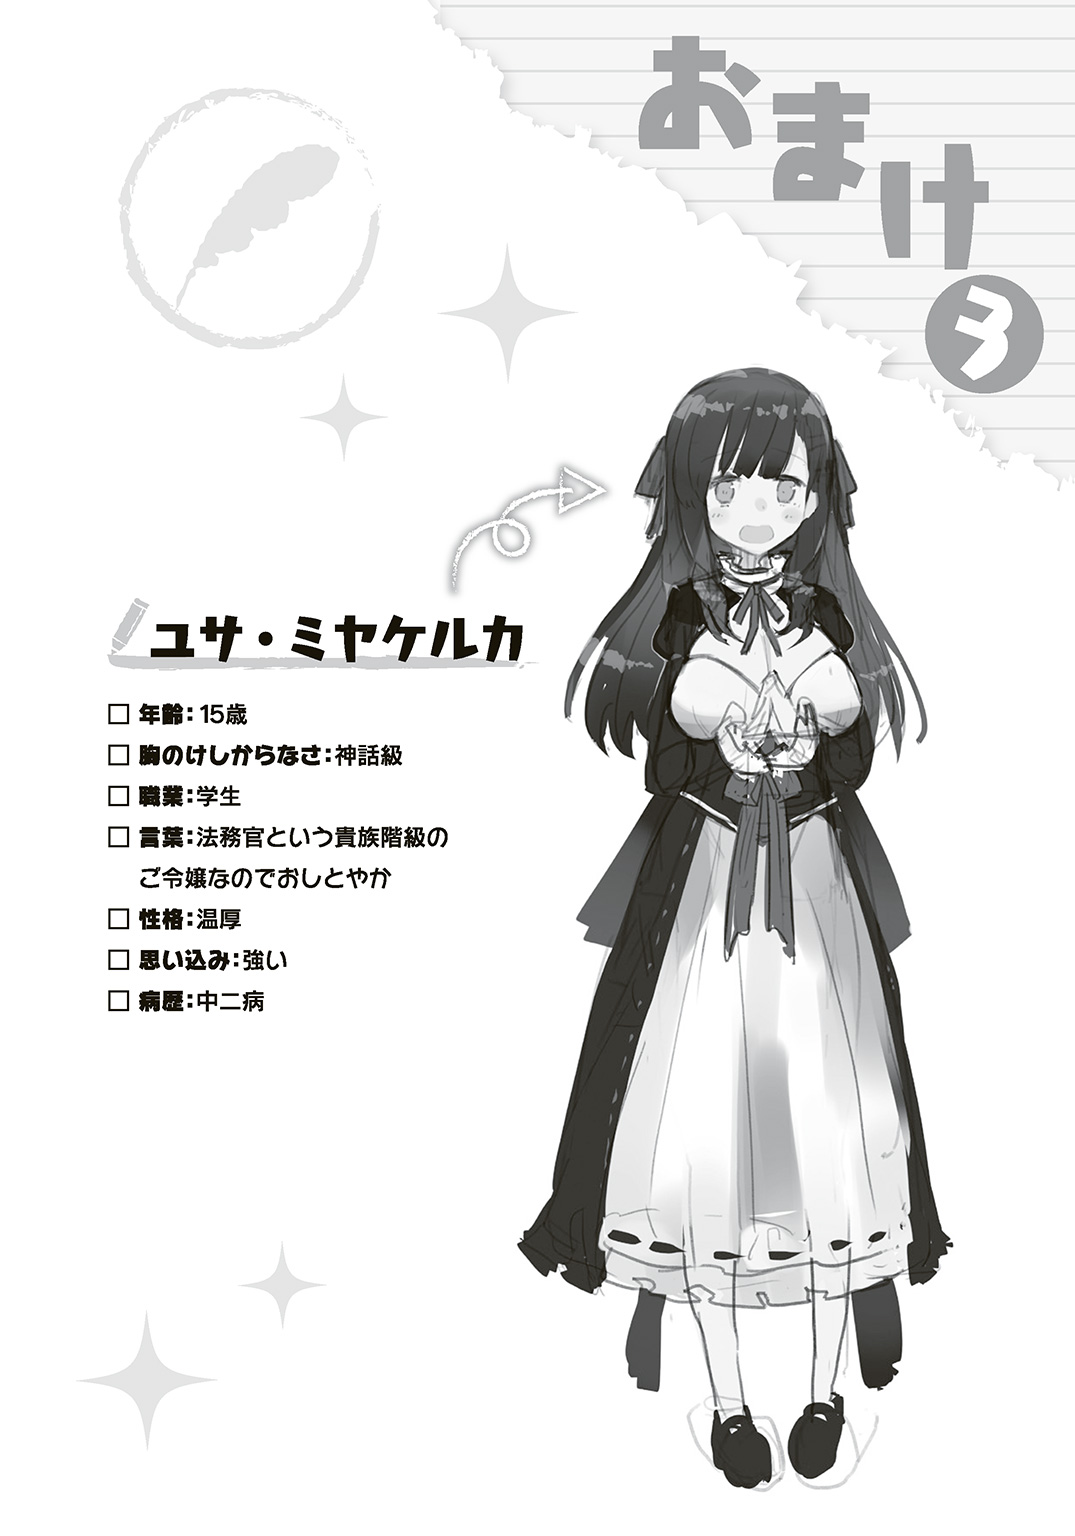 おまけ
3
ユサ・ミヤケルカ
□ 年齢：15歳
□ 胸のけしからなさ：神話級
□ 職業：学生
□ 言葉：法務官という貴族階級の
ご令嬢なのでおしとやか
□ 性格：温厚
□ 思い込み：強い
□ 病歴：中二病